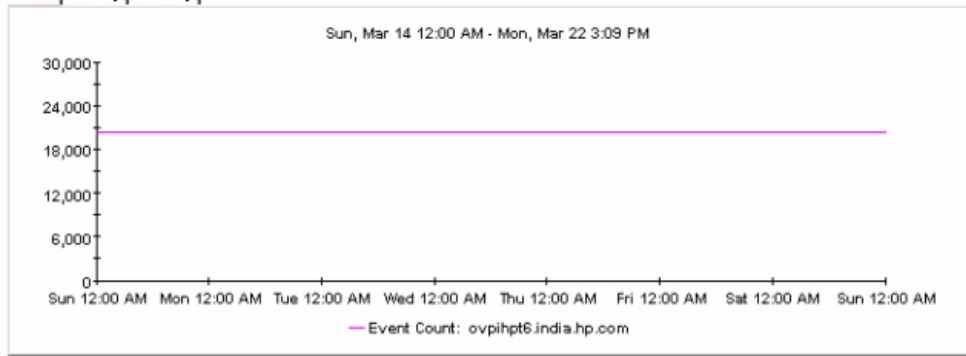 Sun, Mar 14 12:00 AM - Mon, Mar 22 3:09 PM
30,000
24,000
18,000
12,000
6,000
0
Sun 12:00 AM Mon 12:00 AM Tue 12:00 AM Wed 12:00 AM Thu 12:00 AM Fri 12:00 AM Sat 12:00 AM Sun 12:00 AM
Event Count: ovpihpt6.india.hp.com